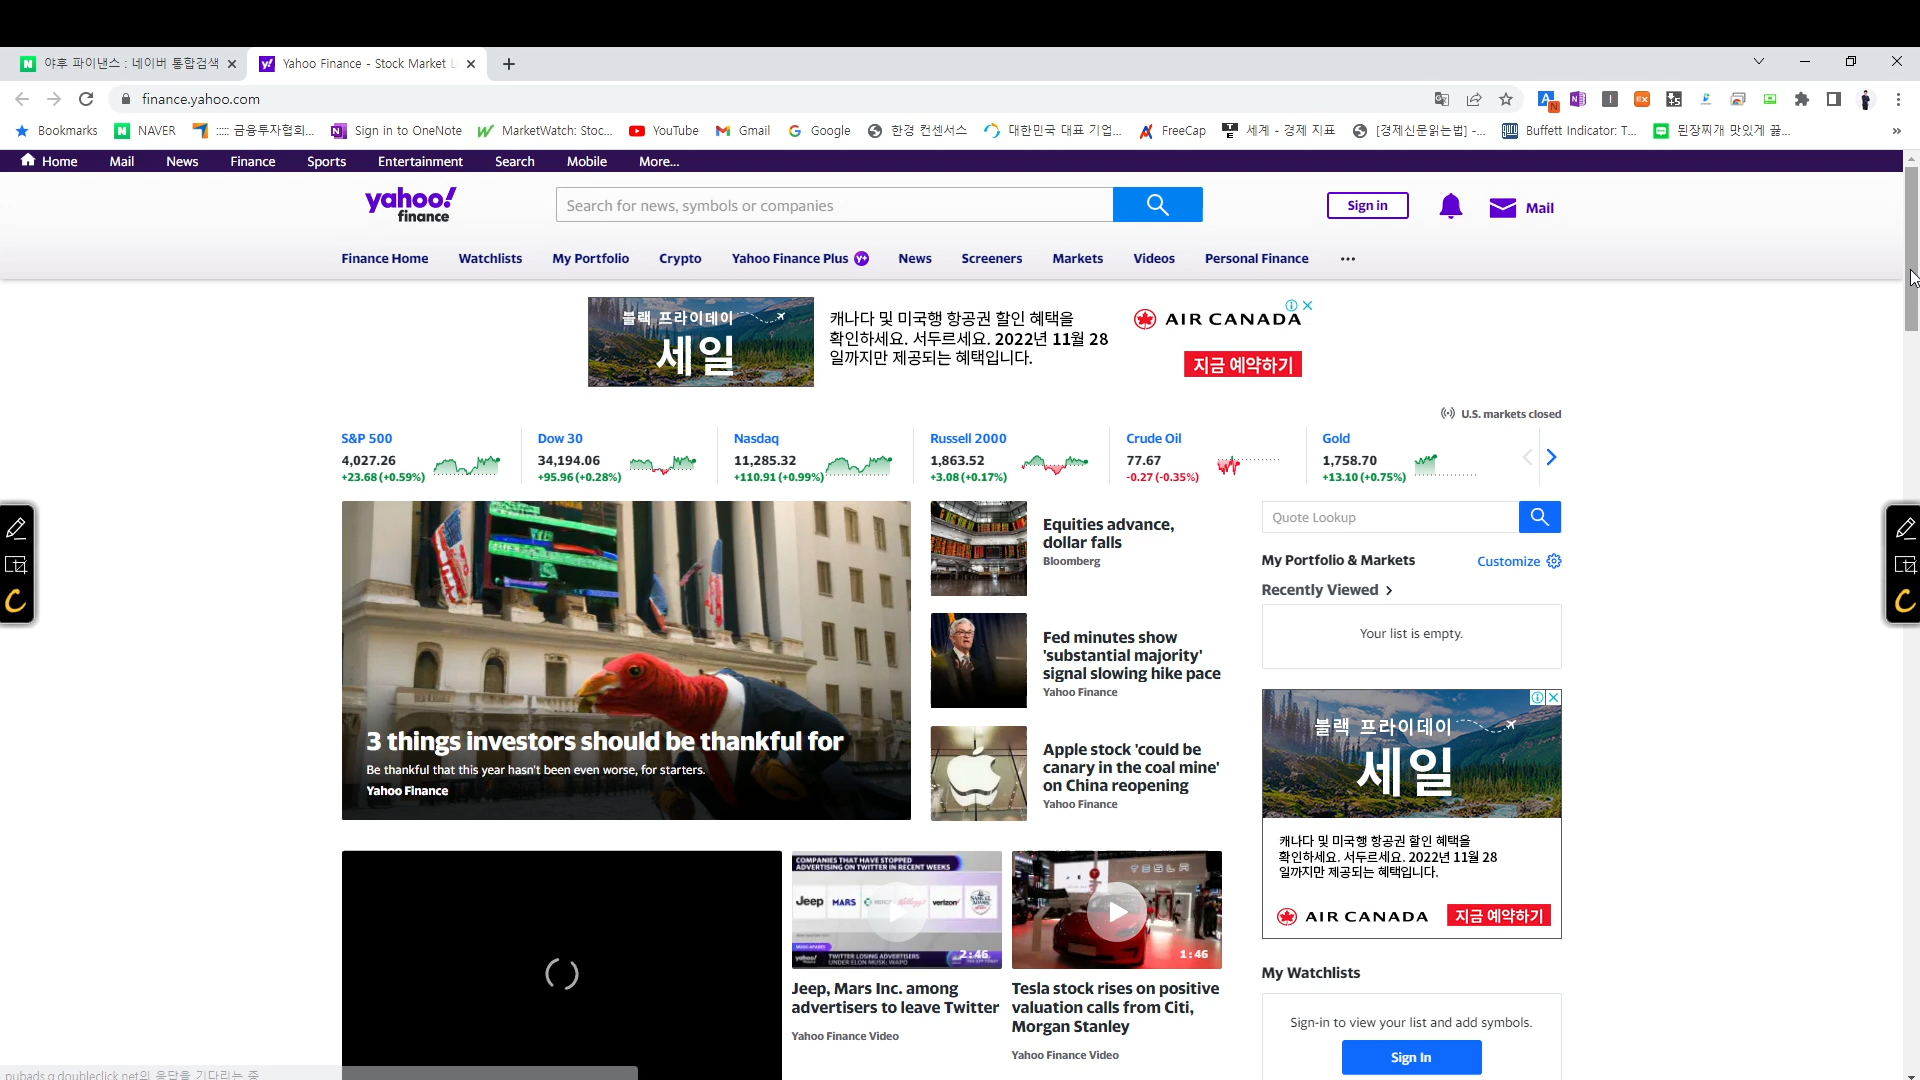 야후 파이낸스 : 네이버 통합검색
Yahoo Finance - Stock Market L
finance.yahoo.com
Bookmarks
NAVER
::::: 금융투자협회...
Sign in to OneNote
MarketWatch: Stoc...
YouTube
Gmail
Google
한경 컨센서스
대한민국 대표 기업...
FreeCap
세계 - 경제 지표
[경제신문읽는법] -...
Buffett Indicator: T...
된장찌개 맛있게 끓...
Home Mail News Finance Sports Entertainment Search Mobile More...
yahoo!
finance
Search for news, symbols or companies
Sign in
Mail
Finance Home Watchlists My Portfolio Crypto Yahoo Finance Plus News Screeners Markets Videos Personal Finance ...
블랙 프라이데이
세일
캐나다 및 미국행 항공권 할인 혜택을
확인하세요. 서두르세요. 2022년 11월 28
일까지만 제공되는 혜택입니다.
AIR CANADA
지금 예약하기
U.S. markets closed
S&P 500
4,027.26
+23.68 (+0.59%)
Dow 30
34,194.06
+95.96 (+0.28%)
Nasdaq
11,285.32
+110.91 (+0.99%)
Russell 2000
1,863.52
+3.08 (+0.17%)
Crude Oil
77.67
-0.27 (-0.35%)
Gold
1,758.70
+13.10 (+0.75%)
3 things investors should be thankful for
Be thankful that this year hasn't been even worse, for starters.
Yahoo Finance
Equities advance,
dollar falls
Bloomberg
Fed minutes show
'substantial majority'
signal slowing hike pace
Yahoo Finance
Apple stock 'could be
canary in the coal mine'
on China reopening
Yahoo Finance
Quote Lookup
My Portfolio & Markets
Customize
Recently Viewed
Your list is empty.
블랙 프라이데이
세일
캐나다 및 미국행 항공권 할인 혜택을
확인하세요. 서두르세요. 2022년 11월 28
일까지만 제공되는 혜택입니다.
AIR CANADA
지금 예약하기
COMPANIES THAT HAVE STOPPED
ADVERTISING ON TWITTER IN RECENT WEEKS
Jeep MARS verizon
TWITTER LOSING ADVERTISERS
UNDER ELON MUSK: WAPO
2:46
Jeep, Mars Inc. among
advertisers to leave Twitter
Yahoo Finance Video
TESLA
1:46
Tesla stock rises on positive
valuation calls from Citi,
Morgan Stanley
Yahoo Finance Video
My Watchlists
Sign-in to view your list and add symbols.
Sign In
pubads.g.doubleclick.net의 응답을 기다리는 중